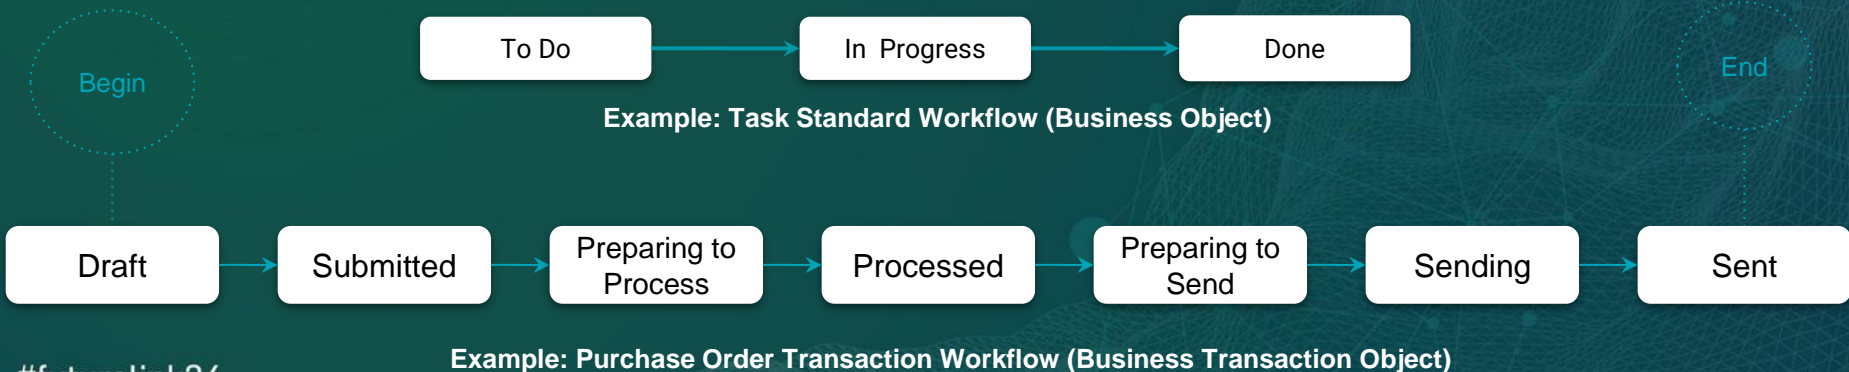 To Do
In Progress
Done
Begin
End
Example: Task Standard Workflow (Business Object)
Draft
Submitted
Preparing to
Process
Processed
Preparing to
Send
Sending
Sent
Example: Purchase Order Transaction Workflow (Business Transaction Object)